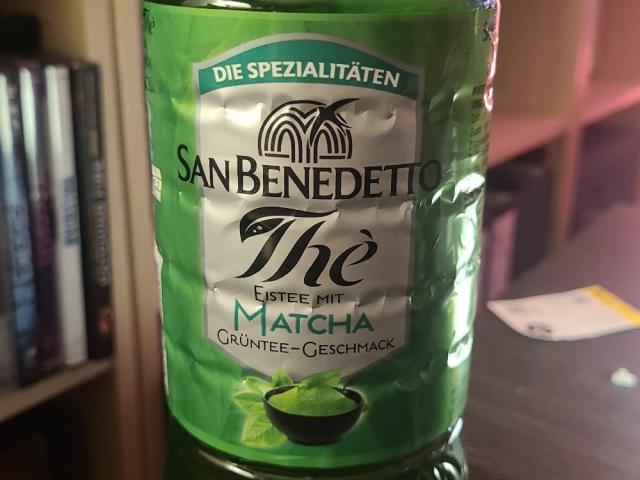 DIE SPEZIALITÄTEN
SAN BENEDETTO
Thè
EISTEE MIT
MATCHA
GRÜNTEE-GESCHMACK